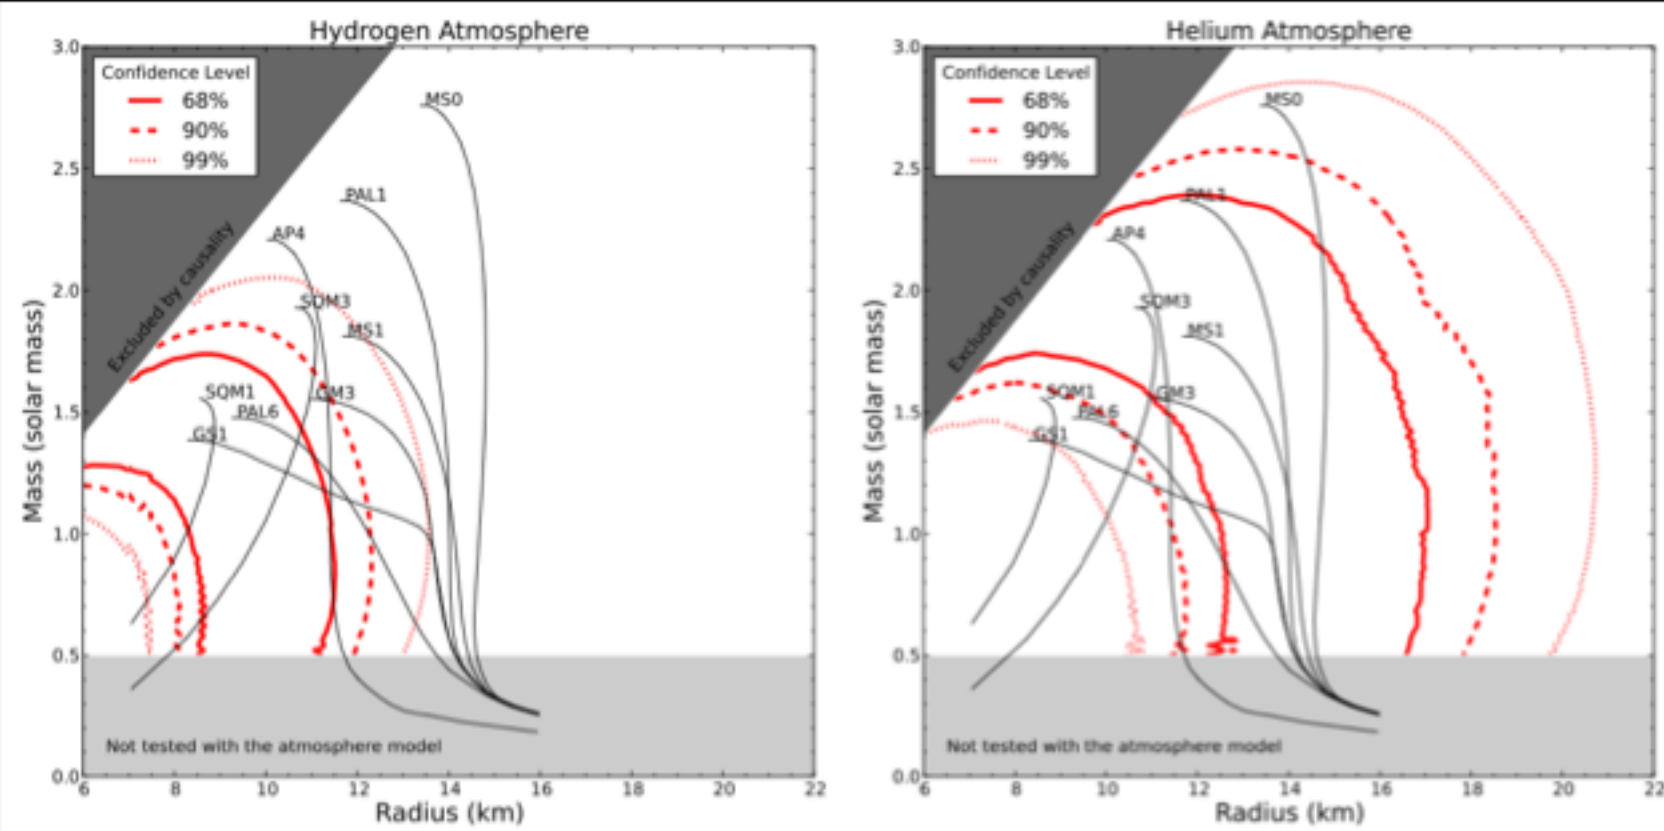 Hydrogen Atmosphere
3.0
2.5
2.0
1.5
1.0
0.5
0.0
Mass (solar mass)
Confidence Level
68%
90%
99%
Excluded by causality
MS0
PAL1
AP4
SQM3
MS1
SQM1
GM3
PAL6
GS1
Not tested with the atmosphere model
6 8 10 12 14 16 18 20 22
Radius (km)
Helium Atmosphere
3.0
2.5
2.0
1.5
1.0
0.5
0.0
Mass (solar mass)
Confidence Level
68%
90%
99%
Excluded by causality
MS0
PAL1
AP4
SQM3
MS1
SQM1
GM3
PAL6
GS1
Not tested with the atmosphere model
6 8 10 12 14 16 18 20 22
Radius (km)